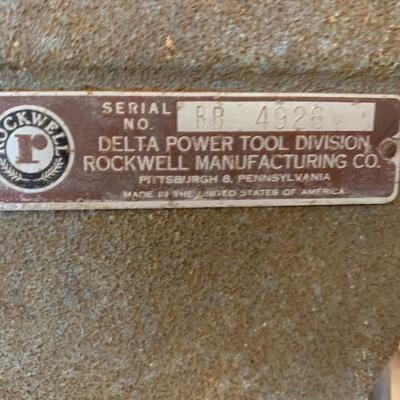 ROCKWELL
r
SERIAL
NO. BB 4926
DELTA POWER TOOL DIVISION
ROCKWELL MANUFACTURING CO.
PITTSBURGH 8, PENNSYLVANIA
MADE IN THE UNITED STATES OF AMERICA